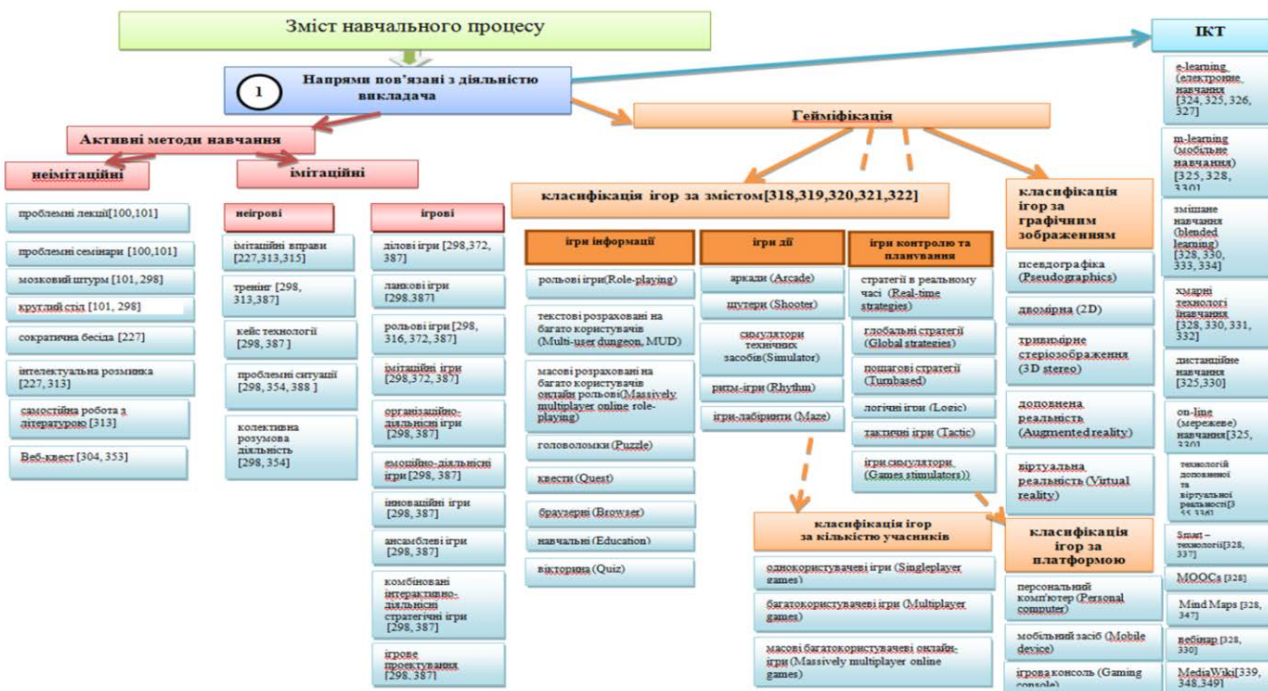 Зміст навчального процесу
1
Напрями пов’язані з діяльністю
викладача
ІКТ
Гейміфікація
Активні методи навчання
неімітаційні
імітаційні
проблемні лекції[100,101]
проблемні семінари [100,101]
мозковий штурм [101, 298]
круглий стіл [101, 298]
сократична бесіда [227]
інтелектуальна розминка
[227, 313]
самостійна робота з
літературою [313]
Веб-квест [304, 353]
неігрові
імітаційні вправи
[227,313,315]
тренінг [298,
313,387]
кейс технології
[298, 387 ]
проблемні ситуації
[298, 354, 388 ]
колективна
розумова
діяльність
[298, 354]
ігрові
ділові ігри [298,372,
387]
ланкові ігри
[298.387]
рольові ігри [298,
316, 372, 387]
імітаційні ігри
[298,372, 387]
організаційно-
діяльнісні ігри
[298, 387]
емоційно-діяльнісні
ігри [298, 387]
інноваційні ігри
[298, 387]
ансамблеві ігри
[298, 387]
комбіновані
інтерактивно-
діяльнісні
стратегічні ігри
[298, 387]
ігрове
проектування
[298, 387]
класифікація ігор за змістом[318,319,320,321,322]
ігри інформації
рольові ігри(Role-playing)
текстові розраховані на
багато користувачів
(Multi-user dungeon, MUD)
масові розраховані на
багато користувачів
онлайн рольові(Massively
multiplayer online role-
playing)
головоломки (Puzzle)
квести (Quest)
браузерні (Browser)
навчальні (Education)
вікторина (Quiz)
ігри дії
аркади (Arcade)
шутери (Shooter)
симулятори
технічних
засобів(Simulator)
ритм-ігри (Rhythm)
ігри-лабіринти (Maze)
ігри контролю та
планування
стратегії в реальному
часі (Real-time
strategies)
глобальні стратегії
(Global strategies)
пошагові стратегії
(Turnbased)
логічні ігри (Logic)
тактичні ігри (Tactic)
ігри симулятори
(Games stimulators))
класифікація ігор
за кількістю учасників
однокористувачеві ігри (Singleplayer
games)
багатокористувачеві ігри (Multiplayer
games)
масові багатокористувачеві онлайн-
ігри (Massively multiplayer online
games)
класифікація
ігор за
графічним
зображенням
псевдографіка
(Pseudographics)
двомірна (2D)
тривимірне
стеріозображення
(3D stereo)
доповнена
реальність
(Augmented reality)
віртуальна
реальність (Virtual
reality)
класифікація
ігор за
платформою
персональний
комп'ютер (Personal
computer)
мобільний засіб (Mobile
device)
ігрова консоль (Gaming
console)
e-learning
(електронне
навчання
[324, 325, 326,
327]
m-learning
(мобільне
навчання)
[325, 328,
330]
змішане
навчання
(blended
learning)
[328, 330,
333, 334]
хмарні
технологі
їнавчання
[328, 330, 331,
332]
дистанційне
навчання
[325,330]
on-line
(мережеве)
навчання[325,
330]
технологій
доповненої
та
віртуальної
Smart –
технології[328,
337]
MOOCs [328]
Mind Maps [328,
347]
вебінар [328,
330]
MediaWiki[339,
348,349]